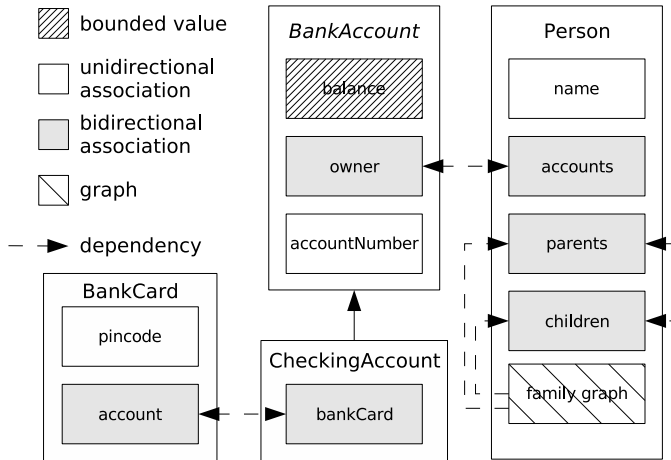 bounded value
unidirectional
association
bidirectional
association
graph
dependency
BankCard
pincode
account
BankAccount
balance
owner
accountNumber
CheckingAccount
bankCard
Person
name
accounts
parents
children
family graph